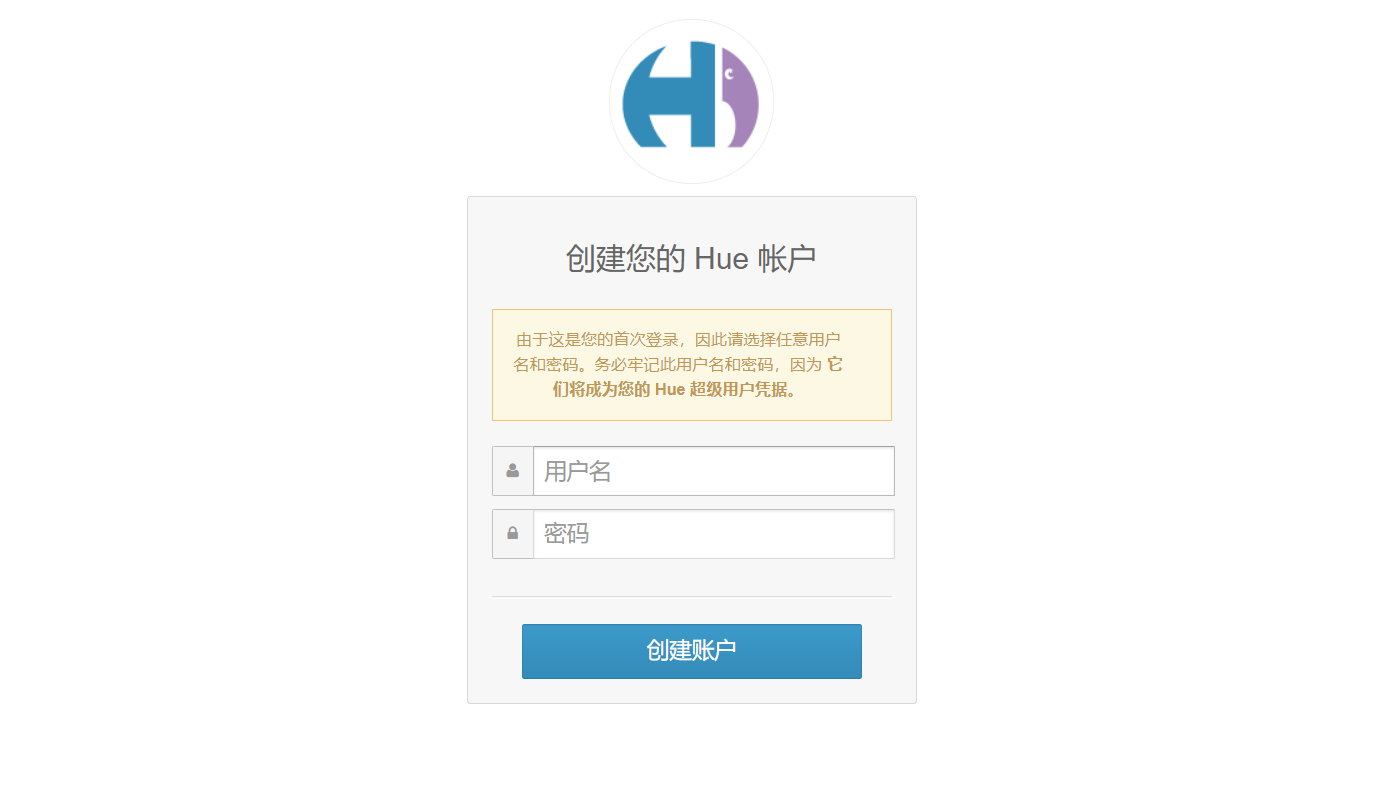 创建您的 Hue 帐户
由于这是您的首次登录，因此请选择任意用户
名和密码。务必牢记此用户名和密码，因为 它
们将成为您的 Hue 超级用户凭据。
用户名
密码
创建账户